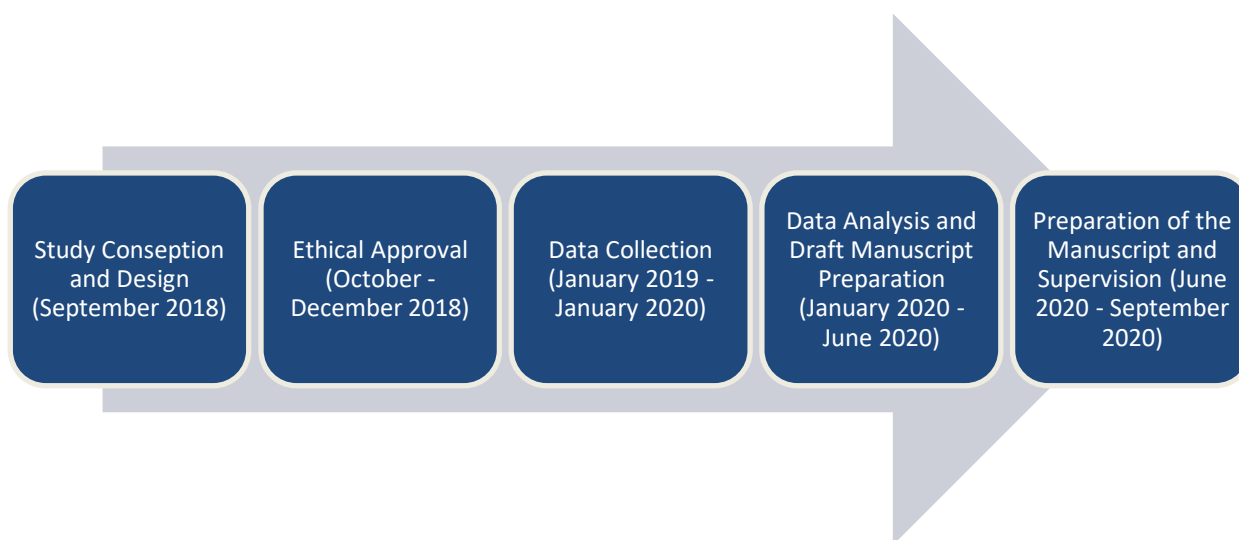 Study Conseption
and Design
(September 2018)
Ethical Approval
(October -
December 2018)
Data Collection
(January 2019 -
January 2020)
Data Analysis and
Draft Manuscript
Preparation
(January 2020 -
June 2020)
Preparation of the
Manuscript and
Supervision (June
2020 - September
2020)